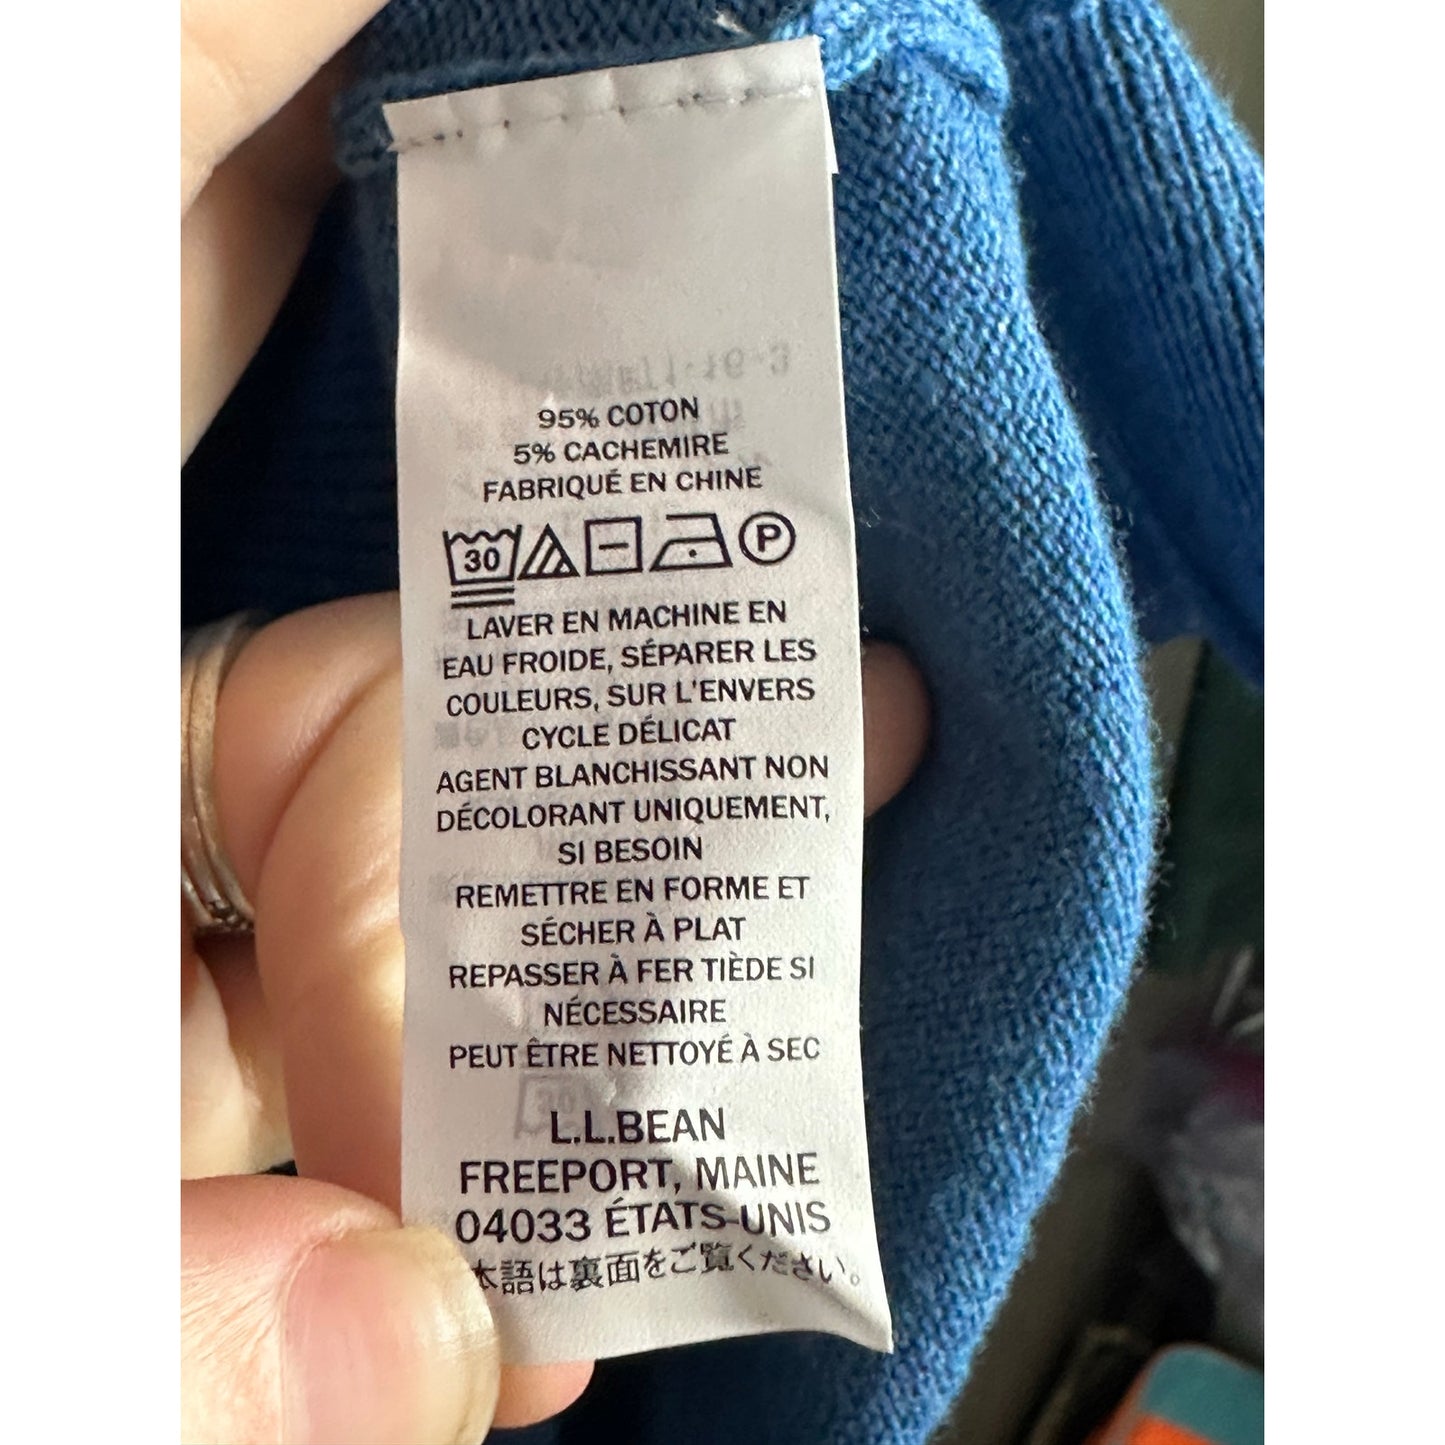 95% COTON
5% CACHEMIRE
FABRIQUÉ EN CHINE
30 P
LAVER EN MACHINE EN
EAU FROIDE, SÉPARER LES
COULEURS, SUR L'ENVERS
CYCLE DÉLICAT
AGENT BLANCHISSANT NON
DÉCOLORANT UNIQUEMENT,
SI BESOIN
REMETTRE EN FORME ET
SÉCHER À PLAT
REPASSER À FER TIÈDE SI
NÉCESSAIRE
PEUT ÊTRE NETTOYÉ À SEC
L.L.BEAN
FREEPORT, MAINE
04033 ÉTATS-UNIS
本語は裏面をご覧ください。